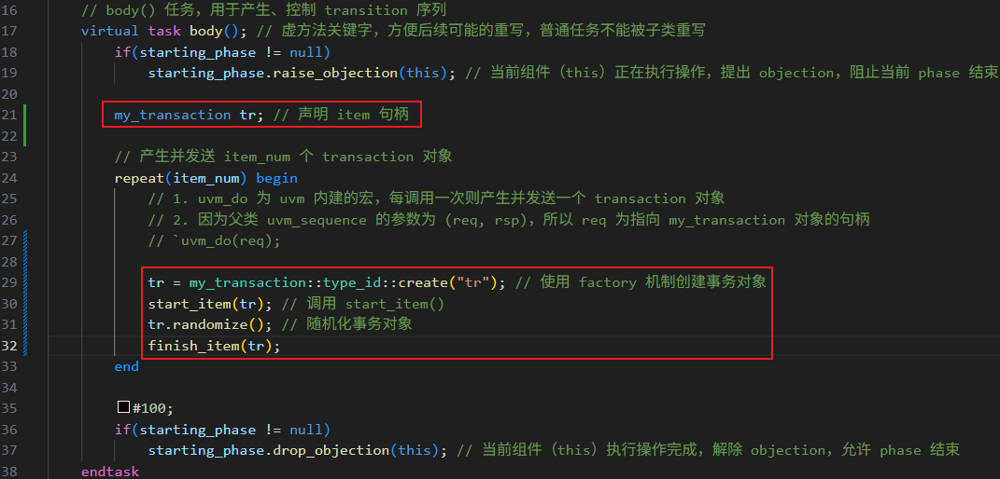 16 // body() 任务，用于产生、控制 transition 序列
17 virtual task body(); // 虚方法关键字，方便后续可能的重写，普通任务不能被子类重写
18 if(starting_phase != null)
19 starting_phase.raise_objection(this); // 当前组件（this）正在执行操作，提出 objection，阻止当前 phase 结束
20
21 my_transaction tr; // 声明 item 句柄
22
23 // 产生并发送 item_num 个 transaction 对象
24 repeat(item_num) begin
25 // 1. uvm_do 为 uvm 内建的宏，每调用一次则产生并发送一个 transaction 对象
26 // 2. 因为父类 uvm_sequence 的参数为 (req, rsp)，所以 req 为指向 my_transaction 对象的句柄
27 // `uvm_do(req);
28
29 tr = my_transaction::type_id::create("tr"); // 使用 factory 机制创建事务对象
30 start_item(tr); // 调用 start_item()
31 tr.randomize(); // 随机化事务对象
32 finish_item(tr);
33 end
34
35 #100;
36 if(starting_phase != null)
37 starting_phase.drop_objection(this); // 当前组件（this）执行操作完成，解除 objection，允许 phase 结束
38 endtask